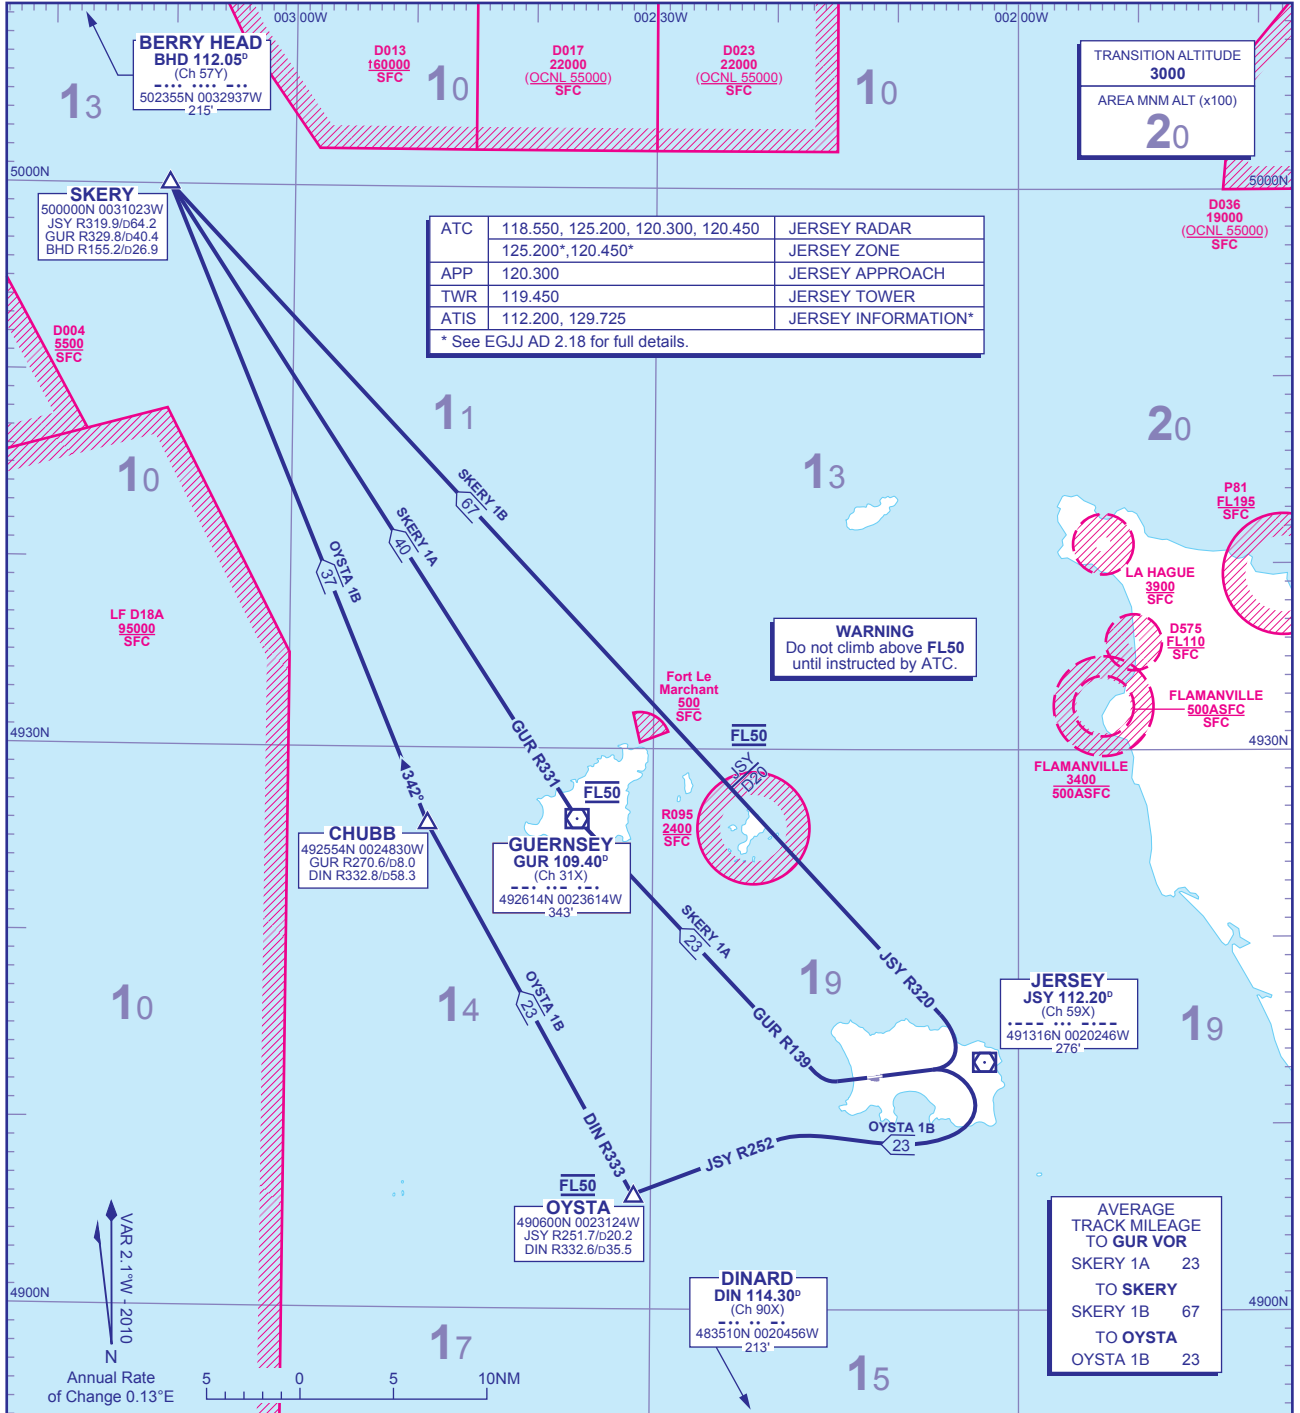 003 00W
002 30W
002 00W
BERRY HEAD
BHD 112.05D
(Ch 57Y)
502355N 0032937W
215'
13
D013
↑60000
SFC
10
D017
22000
(OCNL 55000)
SFC
D023
22000
(OCNL 55000)
SFC
10
TRANSITION ALTITUDE
3000
AREA MNM ALT (x100)
20
5000N
5000N
SKERY
500000N 0031023W
JSY R319.9/D64.2
GUR R329.8/D40.4
BHD R155.2/D26.9
D036
19000
(OCNL 55000)
SFC
ATC 118.550, 125.200, 120.300, 120.450 JERSEY RADAR
125.200*,120.450* JERSEY ZONE
APP 120.300 JERSEY APPROACH
TWR 119.450 JERSEY TOWER
ATIS 112.200, 129.725 JERSEY INFORMATION*
* See EGJJ AD 2.18 for full details.
D004
5500
SFC
11
20
10
13
SKERY 1B
67
P81
FL195
SFC
SKERY 1A
40
OYSTA 1B
37
LA HAGUE
3900
SFC
LF D18A
95000
SFC
WARNING
Do not climb above FL50
until instructed by ATC.
D575
FL110
SFC
Fort Le
Marchant
500
SFC
FLAMANVILLE
500ASFC
SFC
4930N
4930N
FL50
GUR R331
JSY
D20
FLAMANVILLE
3400
500ASFC
342°
FL50
R095
2400
SFC
CHUBB
492554N 0024830W
GUR R270.6/D8.0
DIN R332.8/D58.3
GUERNSEY
GUR 109.40D
(Ch 31X)
492614N 0023614W
343'
SKERY 1A
23
JSY R320
10
14
OYSTA 1B
23
19
JERSEY
JSY 112.20D
(Ch 59X)
491316N 0020246W
276'
19
GUR R139
DIN R333
OYSTA 1B
23
JSY R252
FL50
OYSTA
490600N 0023124W
JSY R251.7/D20.2
DIN R332.6/D35.5
VAR 2.1°W - 2010
N
Annual Rate
of Change 0.13°E
4900N
4900N
DINARD
DIN 114.30D
(Ch 90X)
483510N 0020456W
213'
17
15
5 0 5 10NM
AVERAGE
TRACK MILEAGE
TO GUR VOR
SKERY 1A 23
TO SKERY
SKERY 1B 67
TO OYSTA
OYSTA 1B 23